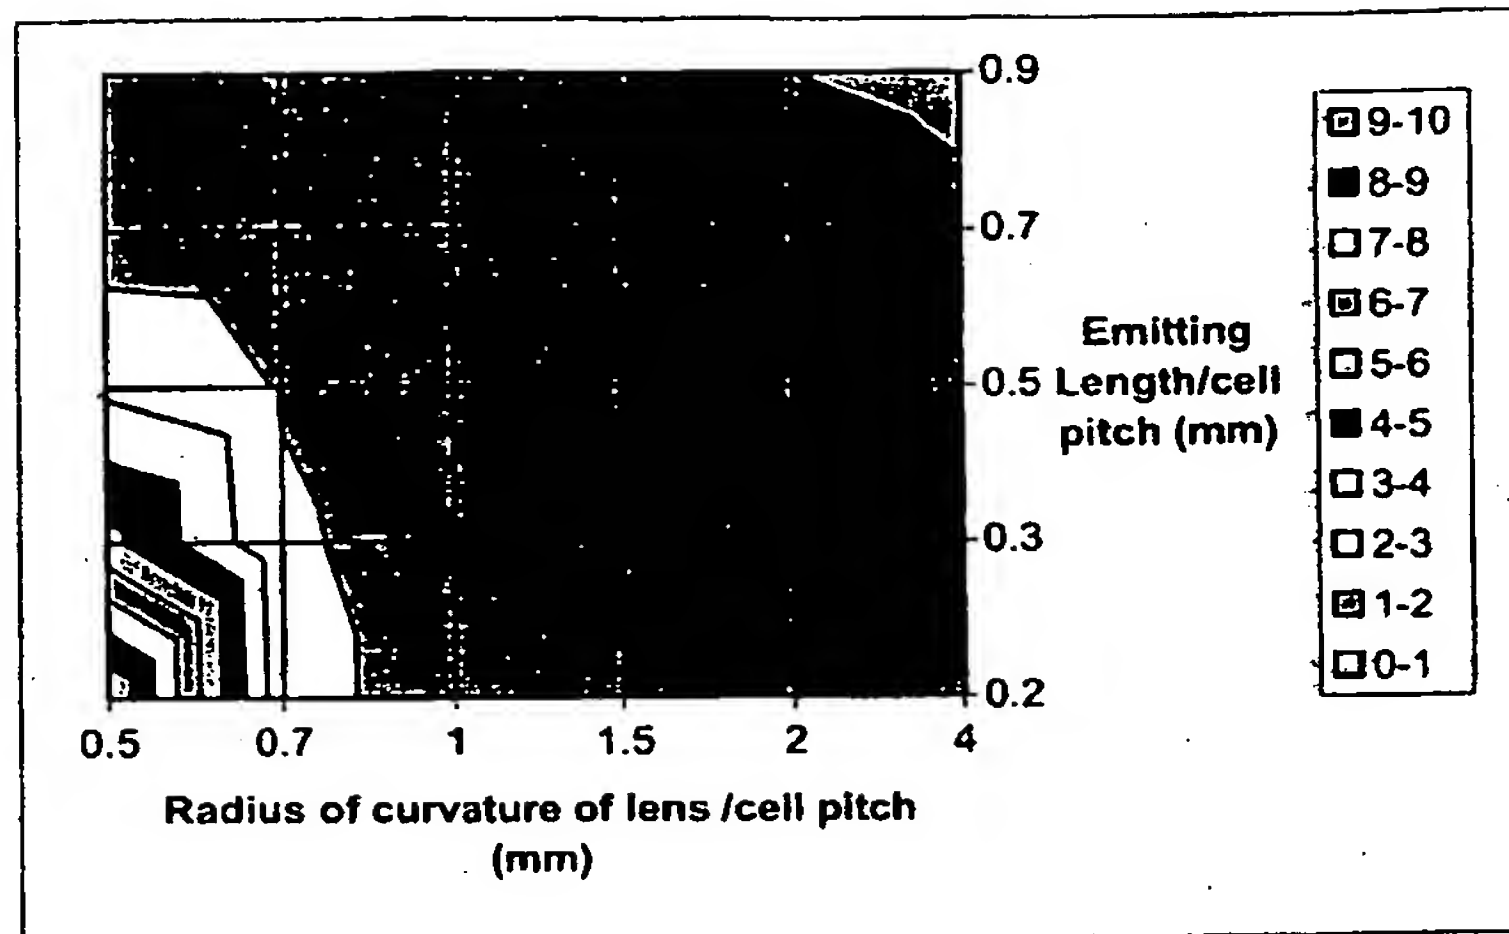 0.9
0.7
0.5
0.3
0.2
Emitting
Length/cell
pitch (mm)
0.5 0.7 1 1.5 2 4
Radius of curvature of lens /cell pitch
(mm)
9-10
8-9
7-8
6-7
5-6
4-5
3-4
2-3
1-2
0-1